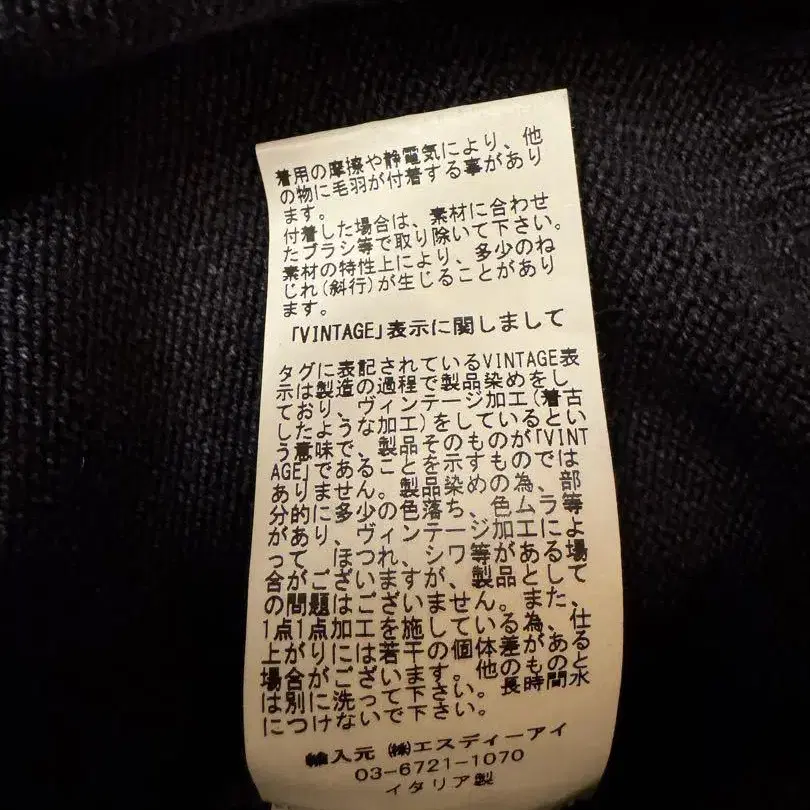 着用の摩擦や静電気により、他
の物に毛羽が付着する事があり
ます。
付着した場合は、素材に合わせ
たブラシ等で取り除いて下さい。
素材の特性上により、多少のね
じれ(斜行)が生じることがあり
ます。
「VINTAGE」表示に関しまして
タグに表記されているVINTAGE表
示は製造の過程で製品染めをし
ており、ヴィンテージ加工(着古
したような加工)をしているとい
う意味で、製品そのものが「VINT
AGE」であることを示すものでは
ありません。製品染めの為、部
分的に多少の色落ち、色ムラ等
があり、ヴィンテージ加工によ
って ほつれ、シワ等がある場
合がございますが、製品として
の問題はございません。また、
1点1点加工を施している為、仕
上がりには若干の個体差がある
場合がございます。他のものと
は別に洗って下さい。長時間水
につけないで下さい。
輸入元 ㈱エスディーアイ
03-6721-1070
イタリア製